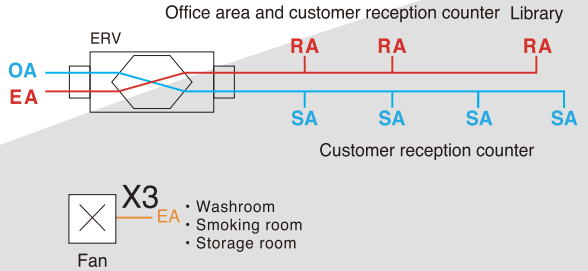 Office area and customer reception counter Library
ERV
RA RA RA
OA
EA
SA SA SA SA
Customer reception counter
X3
EA
・Washroom
・Smoking room
・Storage room
Fan